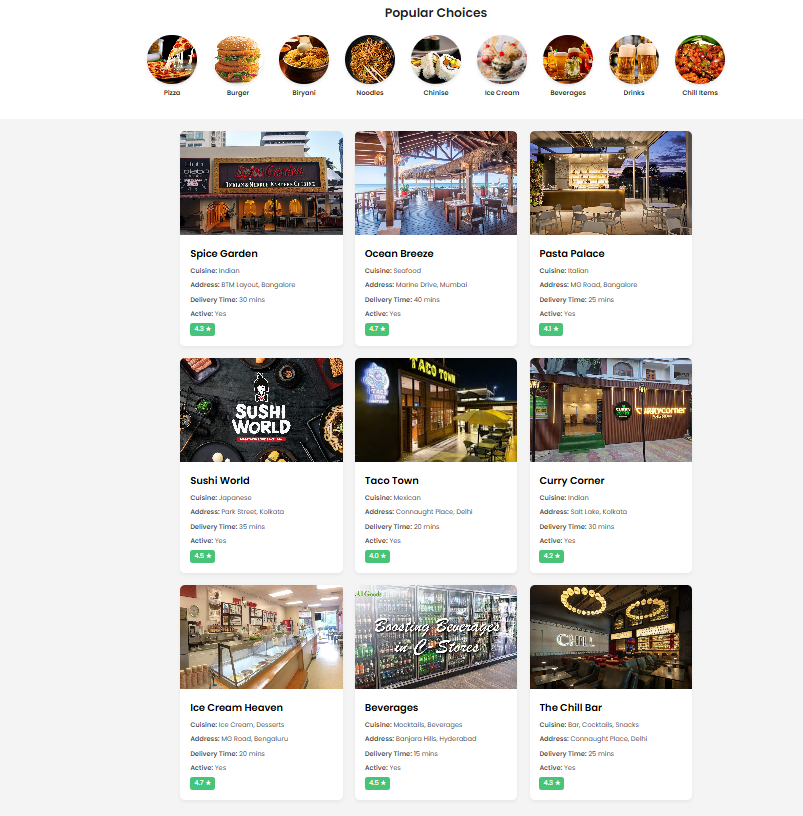 Popular Choices
Pizza
Burger
Biryani
Noodles
Chinise
Ice Cream
Beverages
Drinks
Chill Items
INDIAN & MIDDLE EASTERN CUISINE
Spice Garden
Cuisine: Indian
Address: BTM Layout, Bangalore
Delivery Time: 30 mins
Active: Yes
4.3 ★
Ocean Breeze
Cuisine: Seafood
Address: Marine Drive, Mumbai
Delivery Time: 40 mins
Active: Yes
4.7 ★
Pasta Palace
Cuisine: Italian
Address: MG Road, Bangalore
Delivery Time: 25 mins
Active: Yes
4.1 ★
SUSHI
WORLD
Sushi World
Cuisine: Japanese
Address: Park Street, Kolkata
Delivery Time: 35 mins
Active: Yes
4.5 ★
TACO TOWN
TACO
TOWN
Taco Town
Cuisine: Mexican
Address: Connaught Place, Delhi
Delivery Time: 20 mins
Active: Yes
4.0 ★
CURRY
CURRYcorner
Curry Corner
Cuisine: Indian
Address: Salt Lake, Kolkata
Delivery Time: 30 mins
Active: Yes
4.2 ★
Ice Cream Heaven
Cuisine: Ice Cream, Desserts
Address: MG Road, Bengaluru
Delivery Time: 20 mins
Active: Yes
4.7 ★
Boosting Beverages
in C-Stores
Beverages
Cuisine: Mocktails, Beverages
Address: Banjara Hills, Hyderabad
Delivery Time: 15 mins
Active: Yes
4.5 ★
CHILL
The Chill Bar
Cuisine: Bar, Cocktails, Snacks
Address: Connaught Place, Delhi
Delivery Time: 25 mins
Active: Yes
4.3 ★